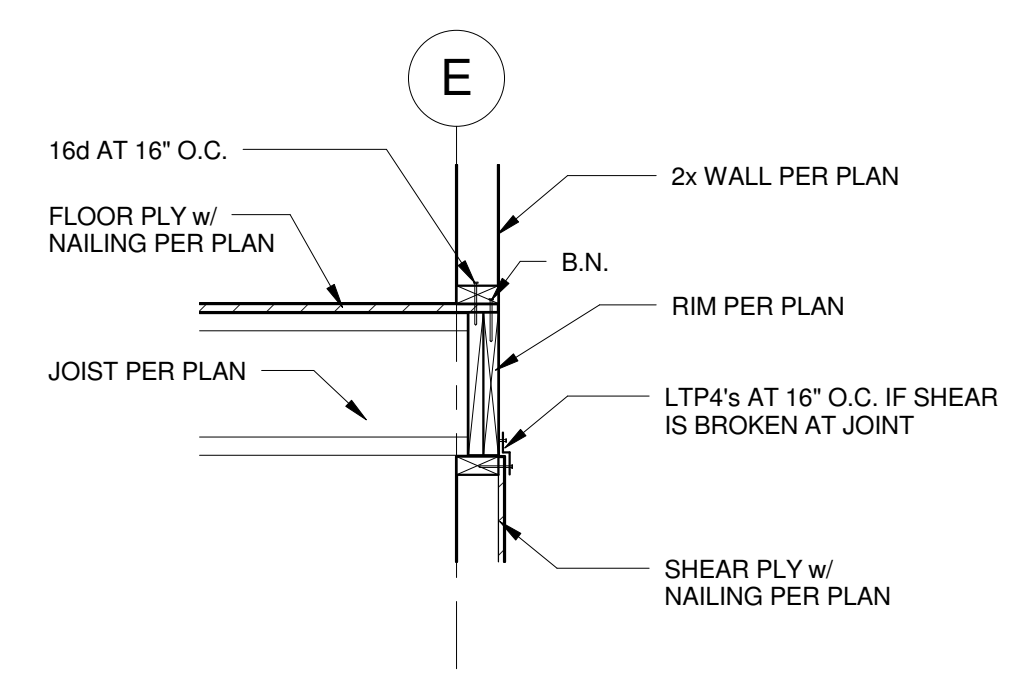 E
16d AT 16" O.C.
2x WALL PER PLAN
FLOOR PLY w/
NAILING PER PLAN
B.N.
RIM PER PLAN
JOIST PER PLAN
LTP4's AT 16" O.C. IF SHEAR
IS BROKEN AT JOINT
SHEAR PLY w/
NAILING PER PLAN